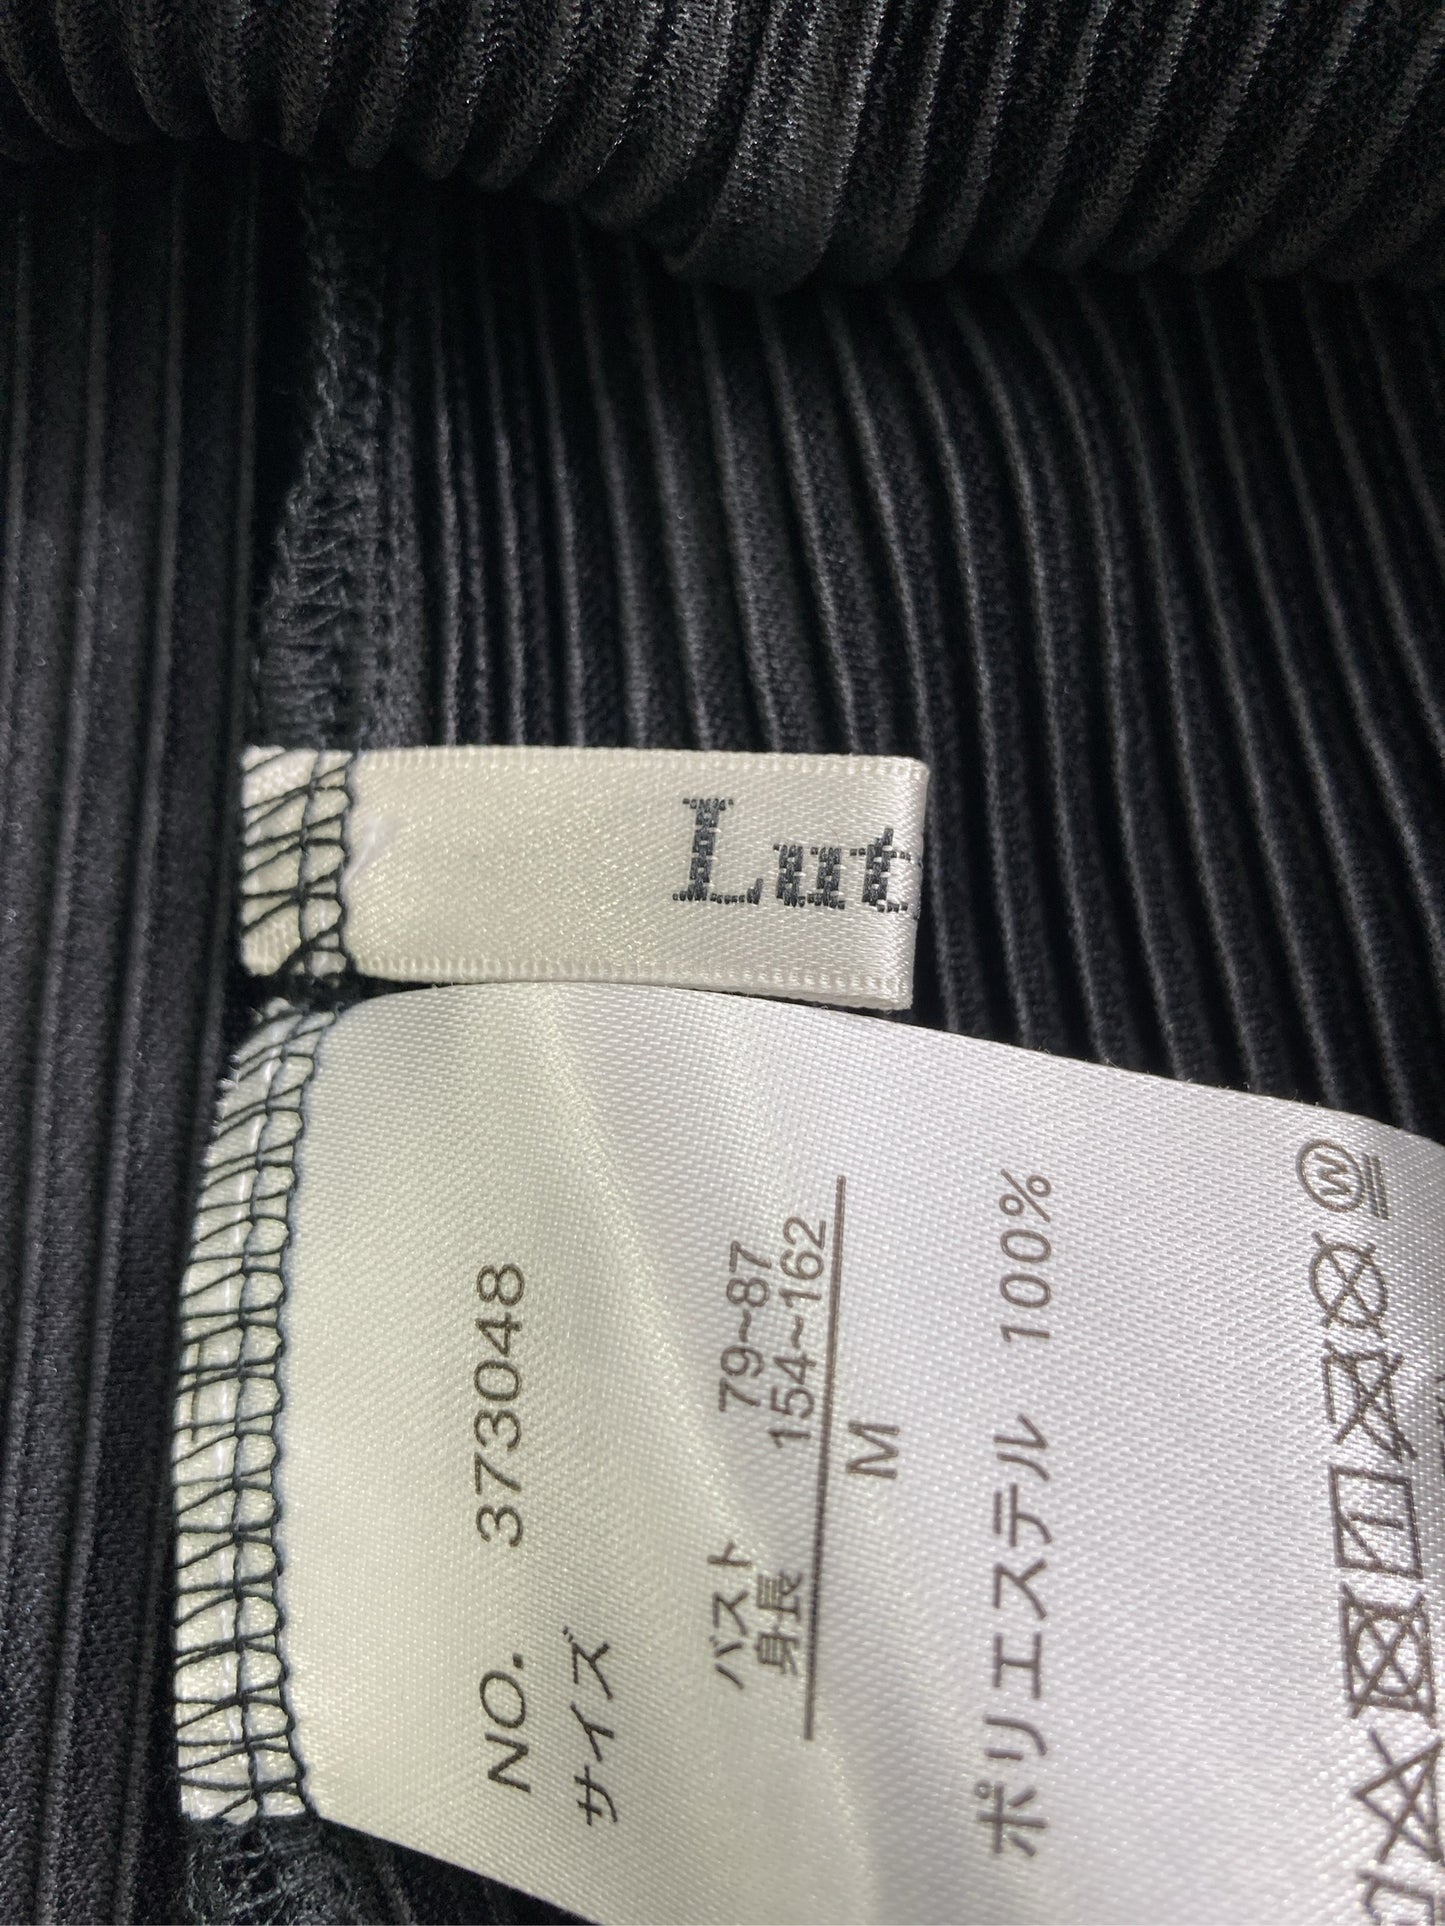 Lut
NO. 373048
サイズ
バスト 79~87
身長 154~162
M
ポリエステル 100%